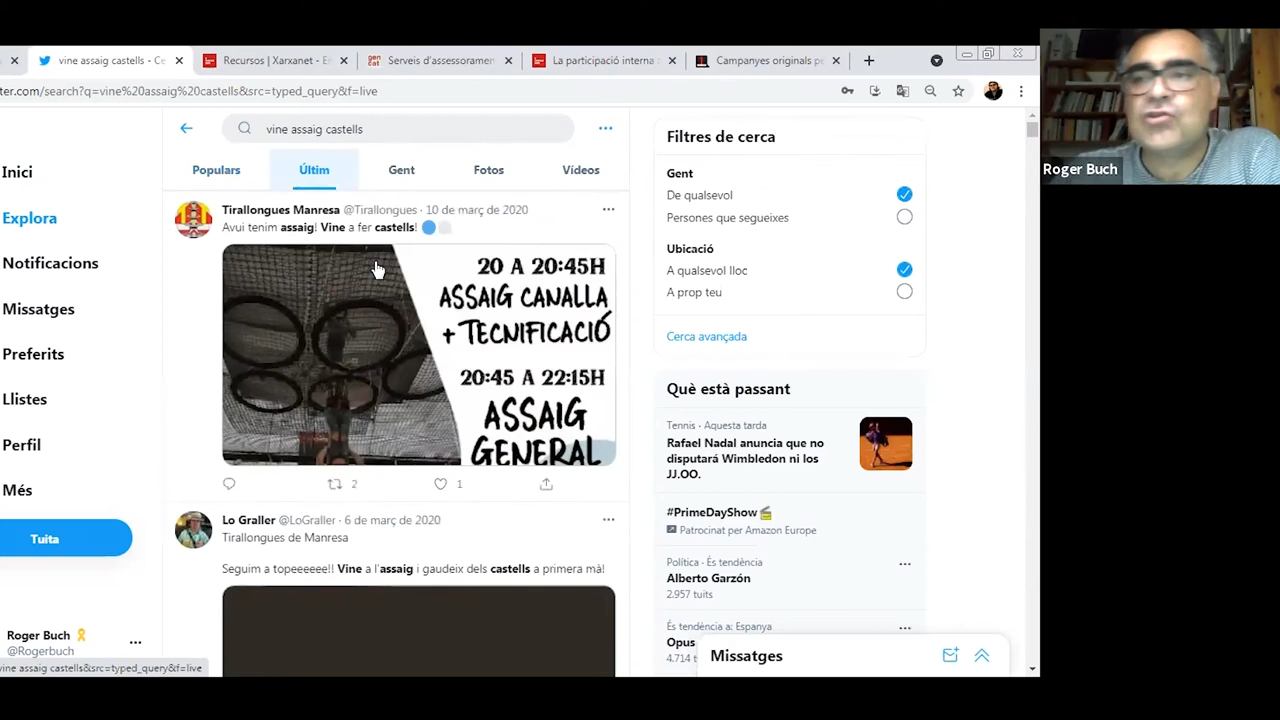 vine assaig castells - Ce
Recursos | Xarxanet - E
gen
cat
Serveis d'assessoramen
La participació interna
Campanyes originals p
ter.com/search?q=vine%20assaig%20castells&src=typed_query&f=live
Inici
Explora
Notificacions
Missatges
Preferits
Llistes
Perfil
Més
Tuita
Roger Buch
@Rogerbuch
vine assaig castells&src=typed_query&f=live
vine assaig castells
Populars
Últim
Gent
Fotos
Vídeos
Tirallongues Manresa @Tirallongues · 10 de març de 2020
Avui tenim assaig! Vine a fer castells!
20 A 20:45H
ASSAIG CANALLA
+ TECNIFICACIÓ
20:45 A 22:15H
ASSAIG
GENERAL
2
1
Lo Graller @LoGraller · 6 de març de 2020
Tirallongues de Manresa
Seguim a topeeeeee!! Vine a l'assaig i gaudeix dels castells a primera mà!
Filtres de cerca
Gent
De qualsevol
Persones que segueixes
Ubicació
A qualsevol lloc
A prop teu
Cerca avançada
Què està passant
Tennis · Aquesta tarda
Rafael Nadal anuncia que no
disputará Wimbledon ni los
JJ.OO.
#PrimeDayShow
Patrocinat per Amazon Europe
Política · És tendència
Alberto Garzón
2.957 tuits
És tendència a: Espanya
Opus
4.714 t
Missatges
Roger Buch